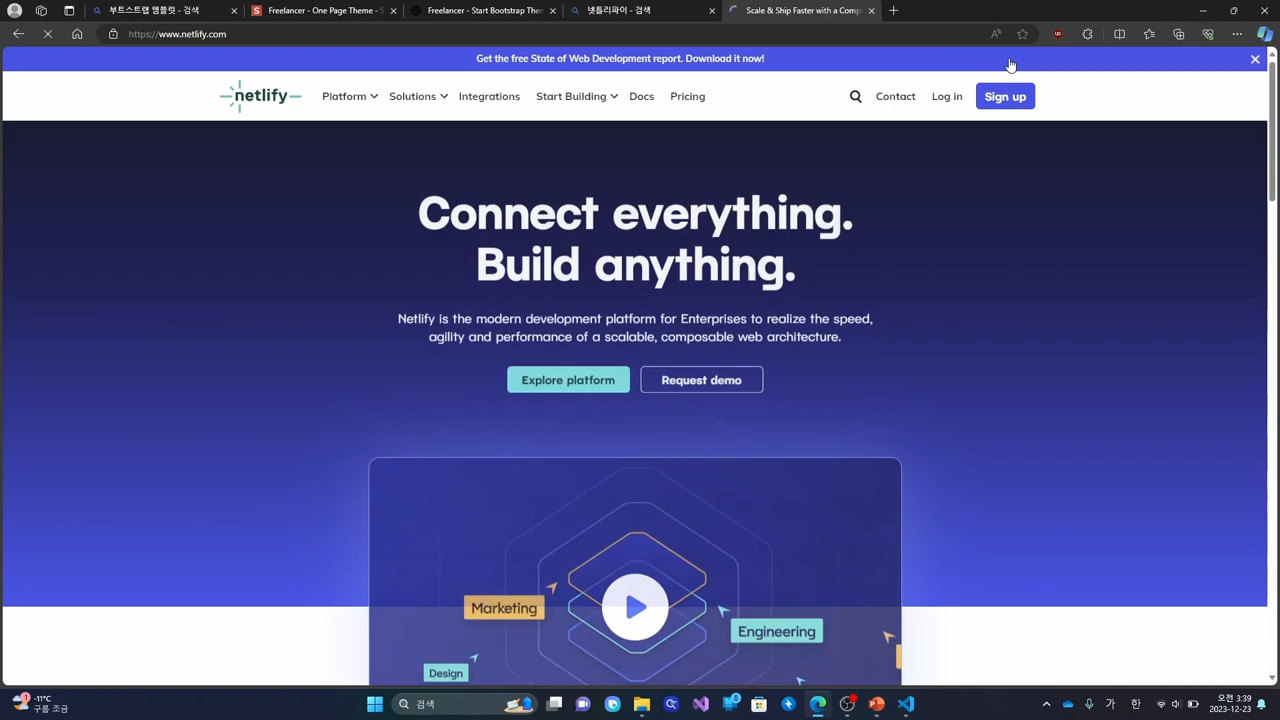 부트스트랩 템플릿 - 검색
Freelancer - One Page Theme - S
Freelancer - Start Bootstrap Them
넷틀리파이 - 검색
Scale & Ship Faster with a Comp
https://www.netlify.com
Get the free State of Web Development report. Download it now!
netlify
Platform
Solutions
Integrations
Start Building
Docs
Pricing
Contact
Log in
Sign up
Connect everything.
Build anything.
Netlify is the modern development platform for Enterprises to realize the speed,
agility and performance of a scalable, composable web architecture.
Explore platform
Request demo
Marketing
Engineering
Design
-11°C
구름 조금
검색
가
한
오전 3:39
2023-12-23